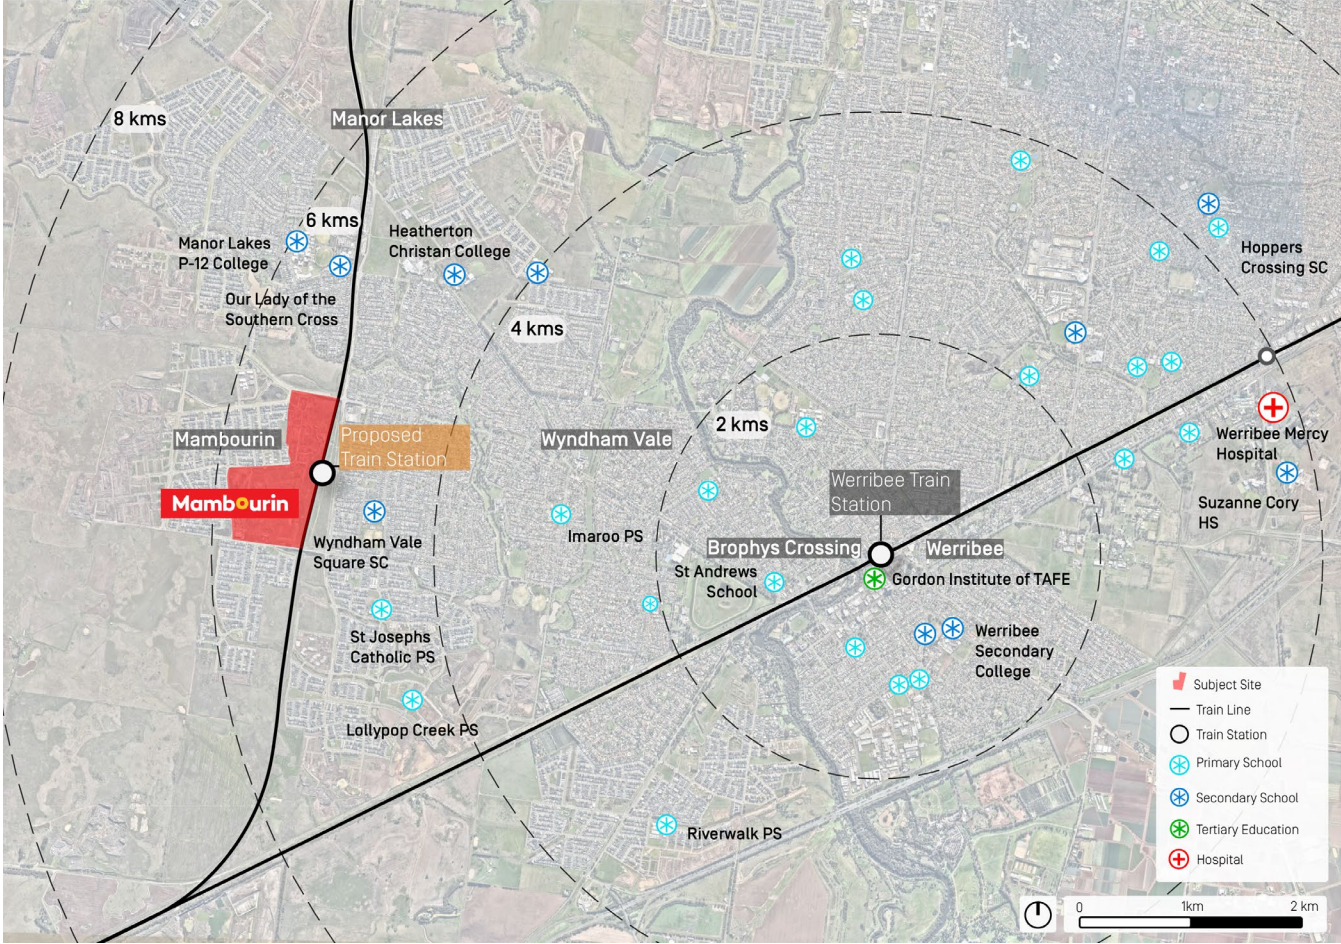 8 kms
Manor Lakes
6 kms
Manor Lakes
P-12 College
Heatherton
Christan College
Hoppers
Crossing SC
Our Lady of the
Southern Cross
4 kms
2 kms
Mambourin
Proposed
Train Station
Wyndham Vale
Werribee Mercy
Hospital
Werribee Train
Station
Mambourin
Suzanne Cory
HS
Imaroo PS
Wyndham Vale
Square SC
Brophys Crossing
Werribee
St Andrews
School
Gordon Institute of TAFE
St Josephs
Catholic PS
Werribee
Secondary
College
Lollypop Creek PS
Riverwalk PS
Subject Site
Train Line
Train Station
Primary School
Secondary School
Tertiary Education
Hospital
0 1km 2 km